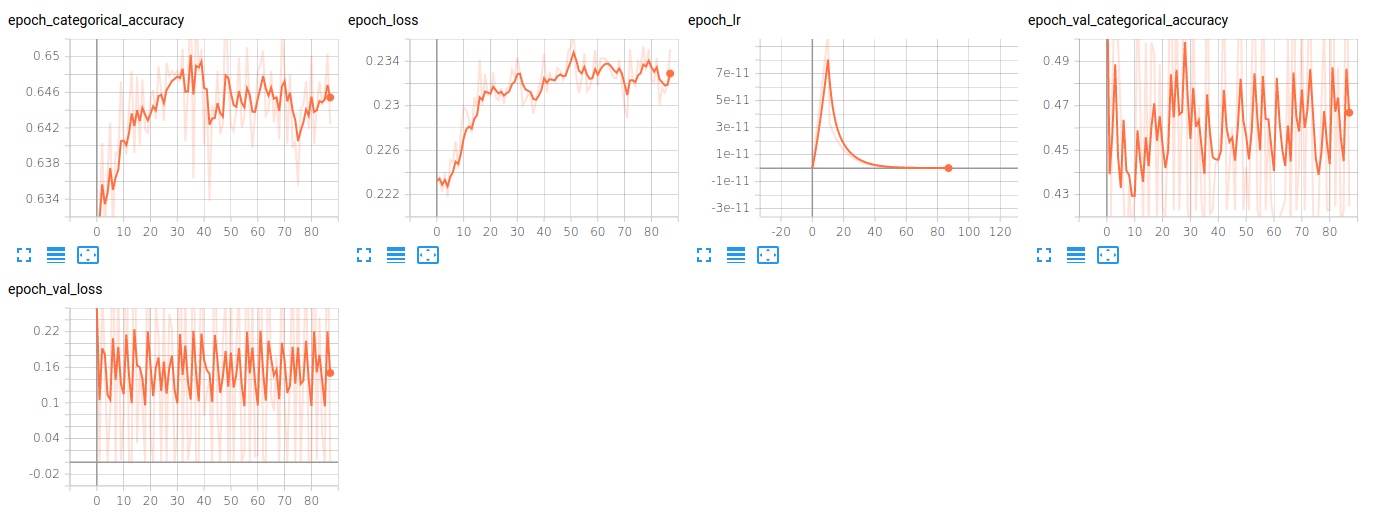 epoch_categorical_accuracy
0.65
0.646
0.642
0.638
0.634
0 10 20 30 40 50 60 70 80
epoch_loss
0.234
0.23
0.226
0.222
0 10 20 30 40 50 60 70 80
epoch_lr
7e-11
5e-11
3e-11
1e-11
-1e-11
-3e-11
-20 0 20 40 60 80 100 120
epoch_val_categorical_accuracy
0.49
0.47
0.45
0.43
0 10 20 30 40 50 60 70 80
epoch_val_loss
0.22
0.16
0.1
0.04
-0.02
0 10 20 30 40 50 60 70 80